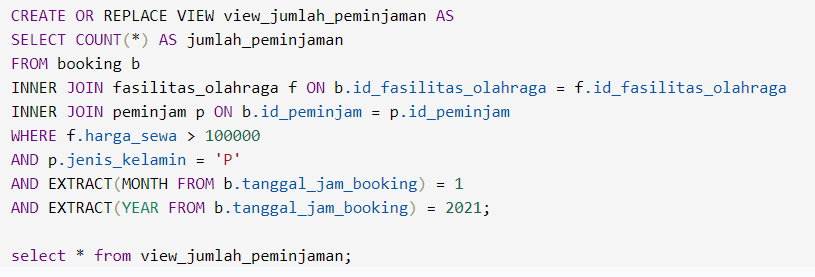 CREATE OR REPLACE VIEW view_jumlah_peminjaman AS
SELECT COUNT(*) AS jumlah_peminjaman
FROM booking b
INNER JOIN fasilitas_olahraga f ON b.id_fasilitas_olahraga = f.id_fasilitas_olahraga
INNER JOIN peminjam p ON b.id_peminjam = p.id_peminjam
WHERE f.harga_sewa > 100000
AND p.jenis_kelamin = 'P'
AND EXTRACT(MONTH FROM b.tanggal_jam_booking) = 1
AND EXTRACT(YEAR FROM b.tanggal_jam_booking) = 2021;
select * from view_jumlah_peminjaman;